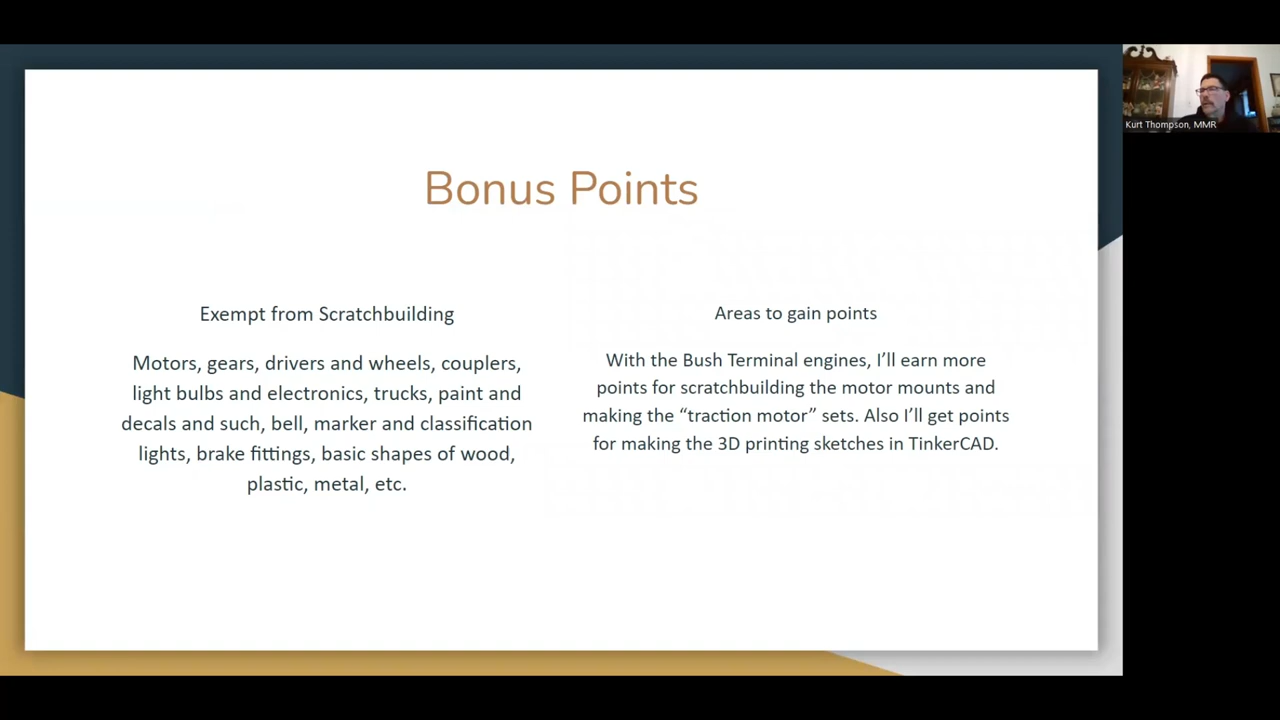 Bonus Points
Exempt from Scratchbuilding
Motors, gears, drivers and wheels, couplers,
light bulbs and electronics, trucks, paint and
decals and such, bell, marker and classification
lights, brake fittings, basic shapes of wood,
plastic, metal, etc.
Areas to gain points
With the Bush Terminal engines, I’ll earn more
points for scratchbuilding the motor mounts and
making the “traction motor” sets. Also I’ll get points
for making the 3D printing sketches in TinkerCAD.
Kurt Thompson, MMR